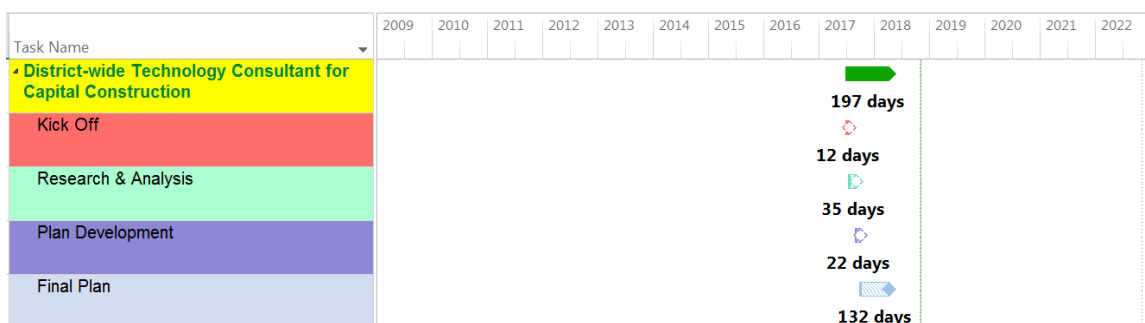 2009 2010 2011 2012 2013 2014 2015 2016 2017 2018 2019 2020 2021 2022
Task Name
District-wide Technology Consultant for
Capital Construction
197 days
Kick Off
12 days
Research & Analysis
35 days
Plan Development
22 days
Final Plan
132 days